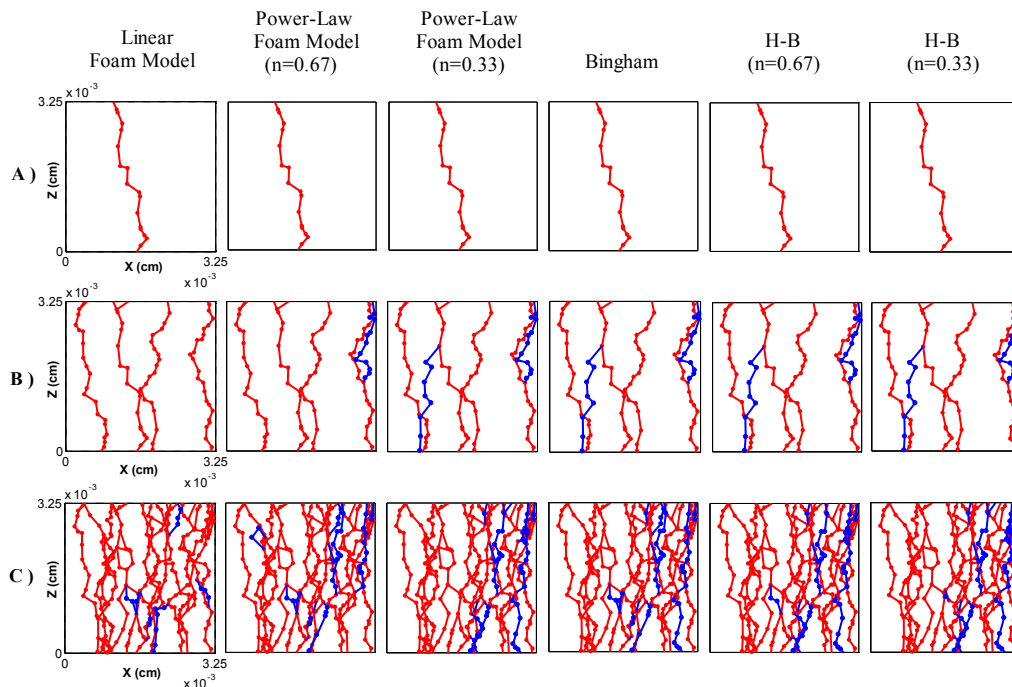 Linear
Foam Model
Power-Law
Foam Model
(n=0.67)
Power-Law
Foam Model
(n=0.33)
Bingham
H-B
(n=0.67)
H-B
(n=0.33)
A )
x 10⁻³
3.25
Z (cm)
0
0
X (cm)
3.25
x 10⁻³
B )
x 10⁻³
3.25
Z (cm)
0
0
X (cm)
3.25
x 10⁻³
C )
x 10⁻³
3.25
Z (cm)
0
0
X (cm)
3.25
x 10⁻³